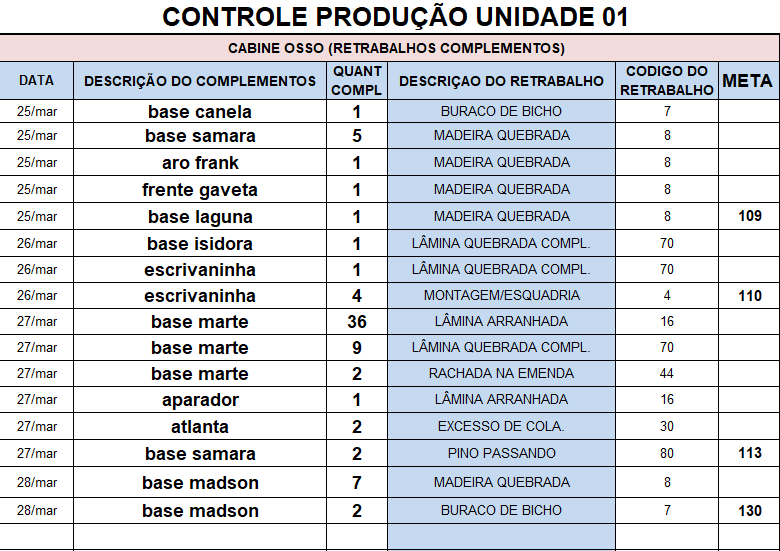 CONTROLE PRODUÇÃO UNIDADE 01
CABINE OSSO (RETRABALHOS COMPLEMENTOS)
DATA DESCRIÇÃO DO COMPLEMENTOS QUANT COMPL DESCRIÇAO DO RETRABALHO CODIGO DO RETRABALHO META
25/mar base canela 1 BURACO DE BICHO 7
25/mar base samara 5 MADEIRA QUEBRADA 8
25/mar aro frank 1 MADEIRA QUEBRADA 8
25/mar frente gaveta 1 MADEIRA QUEBRADA 8
25/mar base laguna 1 MADEIRA QUEBRADA 8 109
26/mar base isidora 1 LÂMINA QUEBRADA COMPL. 70
26/mar escrivaninha 1 LÂMINA QUEBRADA COMPL. 70
26/mar escrivaninha 4 MONTAGEM/ESQUADRIA 4 110
27/mar base marte 36 LÂMINA ARRANHADA 16
27/mar base marte 9 LÂMINA QUEBRADA COMPL. 70
27/mar base marte 2 RACHADA NA EMENDA 44
27/mar aparador 1 LÂMINA ARRANHADA 16
27/mar atlanta 2 EXCESSO DE COLA. 30
27/mar base samara 2 PINO PASSANDO 80 113
28/mar base madson 7 MADEIRA QUEBRADA 8
28/mar base madson 2 BURACO DE BICHO 7 130